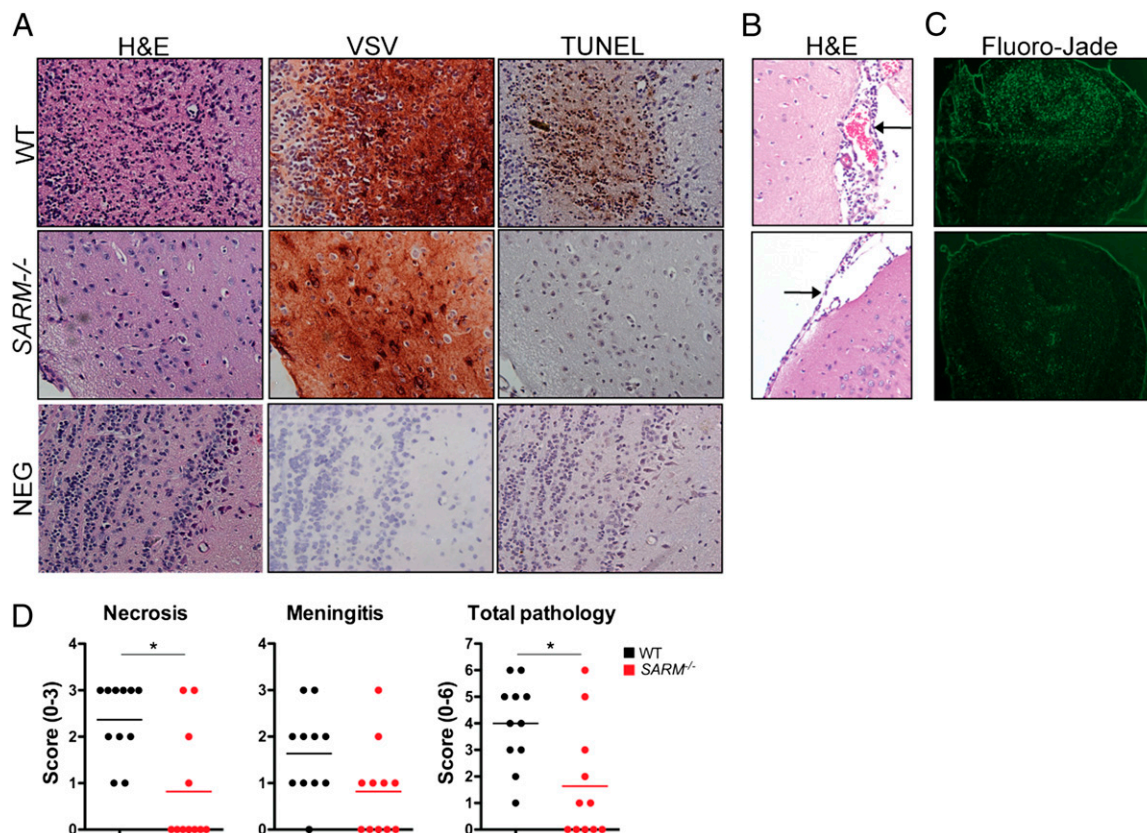 A
H&E VSV TUNEL
WT
SARM-/-
NEG
B
H&E
C
Fluoro-Jade
D
Necrosis
Score (0-3)
4
3
2
1
0
*
Meningitis
4
3
2
1
0
Total pathology
Score (0-6)
7
6
5
4
3
2
1
0
*
WT
SARM-/-